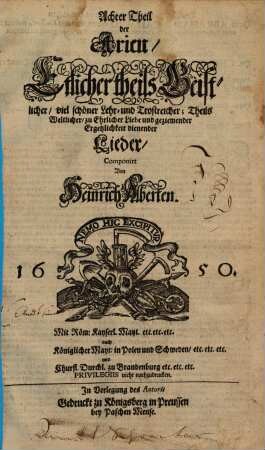 Achter Theil
der
Arien/
Etlicher theils Geist-
licher/ viel schöner Lehr- und Trostreicher; Theils
Weltlicher/ zu Ehrlicher Liebe und geziemender
Ergebligkeit dienender
Lieder/
Componirt
Von
Heinrich Alberten.
NEMO HIC EXCIPITUR
16 50.
Mit Röm: Kayserl. Mayt. etc. etc. etc.
auch
Königlicher Mayt: in Polen und Schweden/ etc. etc. etc.
und
Churfl. Durchl. zu Brandenburg etc. etc. etc.
PRIVILEGIIS nicht nachzudrucken.
In Verlegung des Autoris
Gedruckt zu Königsberg in Preussen
bey Paschen Mense.